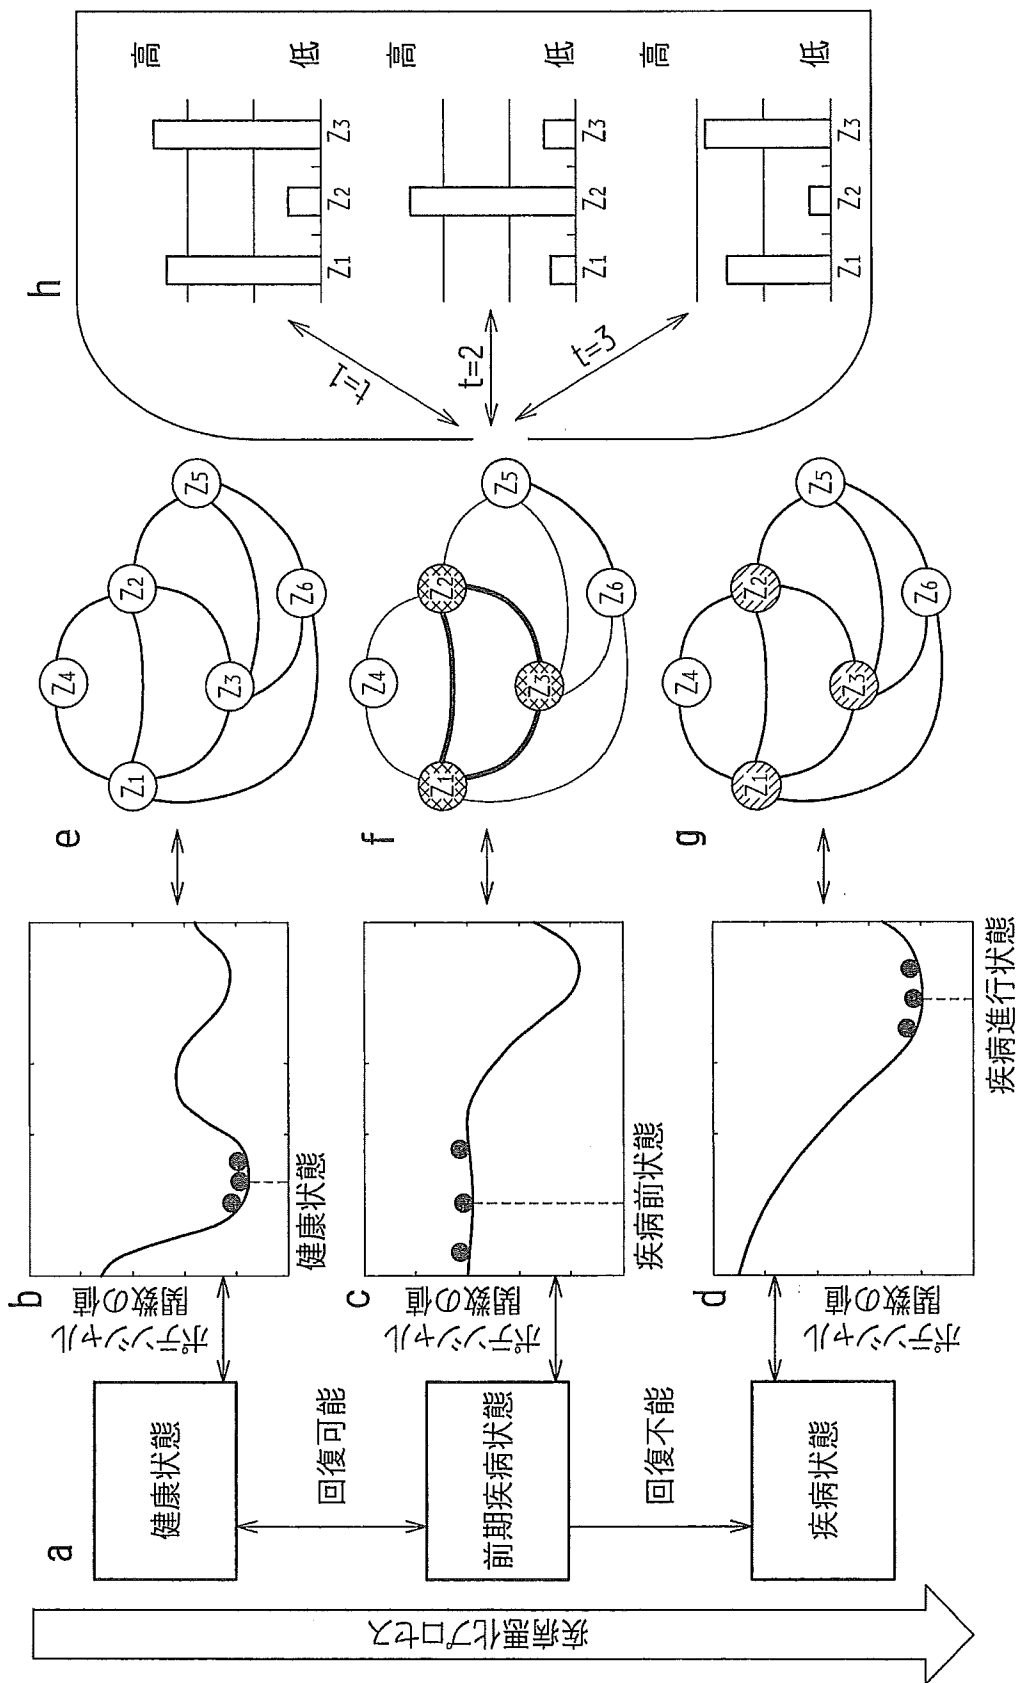 疾病悪化プロセス
a
健康状態
回復可能
前期疾病状態
回復不能
疾病状態
b
ポテンシャル
関数の値
健康状態
c
ポテンシャル
関数の値
疾病前状態
d
ポテンシャル
関数の値
疾病進行状態
e
Z1
Z2
Z3
Z4
Z5
Z6
f
Z1
Z2
Z3
Z4
Z5
Z6
g
Z1
Z2
Z3
Z4
Z5
Z6
h
t=1
t=2
t=3
高
低
Z1 Z2 Z3
高
低
Z1 Z2 Z3
高
低
Z1 Z2 Z3